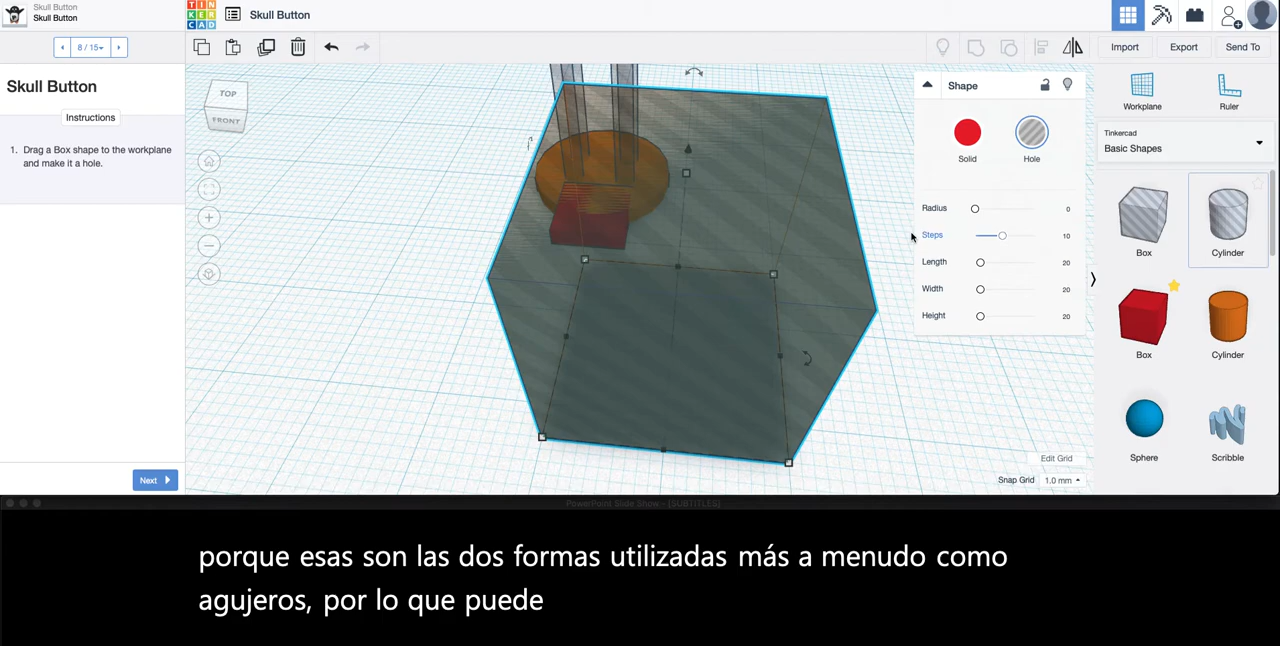 Skull Button
Skull Button
TIN
KER
CAD
Skull Button
8 / 15
Import
Export
Send To
Skull Button
Instructions
1. Drag a Box shape to the workplane
and make it a hole.
Next
TOP
FRONT
Shape
Solid
Hole
Radius 0
Steps 10
Length 20
Width 20
Height 20
Edit Grid
Snap Grid 1.0 mm
Workplane
Ruler
Tinkercad
Basic Shapes
Box
Cylinder
Box
Cylinder
Sphere
Scribble
PowerPoint Slide Show - [SUBTITLES]
porque esas son las dos formas utilizadas más a menudo como
agujeros, por lo que puede